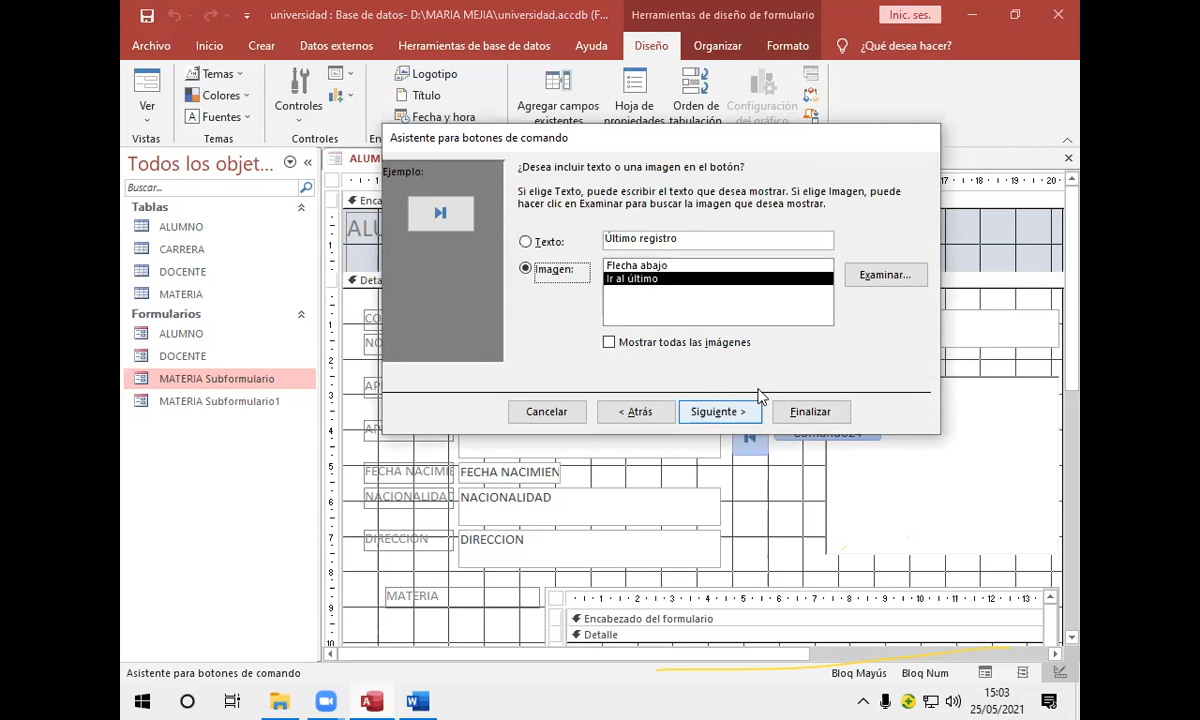 universidad : Base de datos- D:\MARIA MEJIA\universidad.accdb (F...
Herramientas de diseño de formulario
Inic. ses.
Archivo
Inicio
Crear
Datos externos
Herramientas de base de datos
Ayuda
Diseño
Organizar
Formato
¿Qué desea hacer?
Ver
Vistas
Temas
Colores
Fuentes
Temas
Controles
Controles
Logotipo
Título
Fecha y hora
Agregar campos existentes
Hoja de propiedades
Orden de tabulación
Configuración del gráfico
Todos los objet...
Buscar...
Tablas
ALUMNO
CARRERA
DOCENTE
MATERIA
Formularios
ALUMNO
DOCENTE
MATERIA Subformulario
MATERIA Subformulario1
Asistente para botones de comando
Ejemplo:
¿Desea incluir texto o una imagen en el botón?
Si elige Texto, puede escribir el texto que desea mostrar. Si elige Imagen, puede
hacer clic en Examinar para buscar la imagen que desea mostrar.
Texto:
Último registro
Imagen:
Flecha abajo
Ir al último
Examinar...
Mostrar todas las imágenes
Cancelar
< Atrás
Siguiente >
Finalizar
FECHA NACIMIE
FECHA NACIMIEN
NACIONALIDAD
NACIONALIDAD
DIRECCION
DIRECCION
MATERIA
Encabezado del formulario
Detalle
Asistente para botones de comando
Bloq Mayús
Bloq Num
15:03
25/05/2021